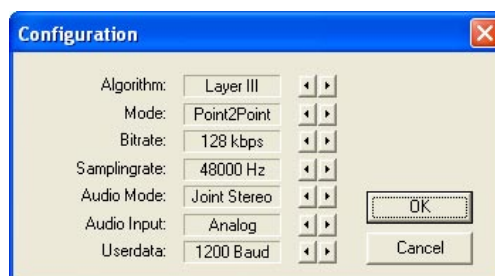 Configuration
Algorithm: Layer III
Mode: Point2Point
Bitrate: 128 kbps
Samplingrate: 48000 Hz
Audio Mode: Joint Stereo
Audio Input: Analog
Userdata: 1200 Baud
OK
Cancel